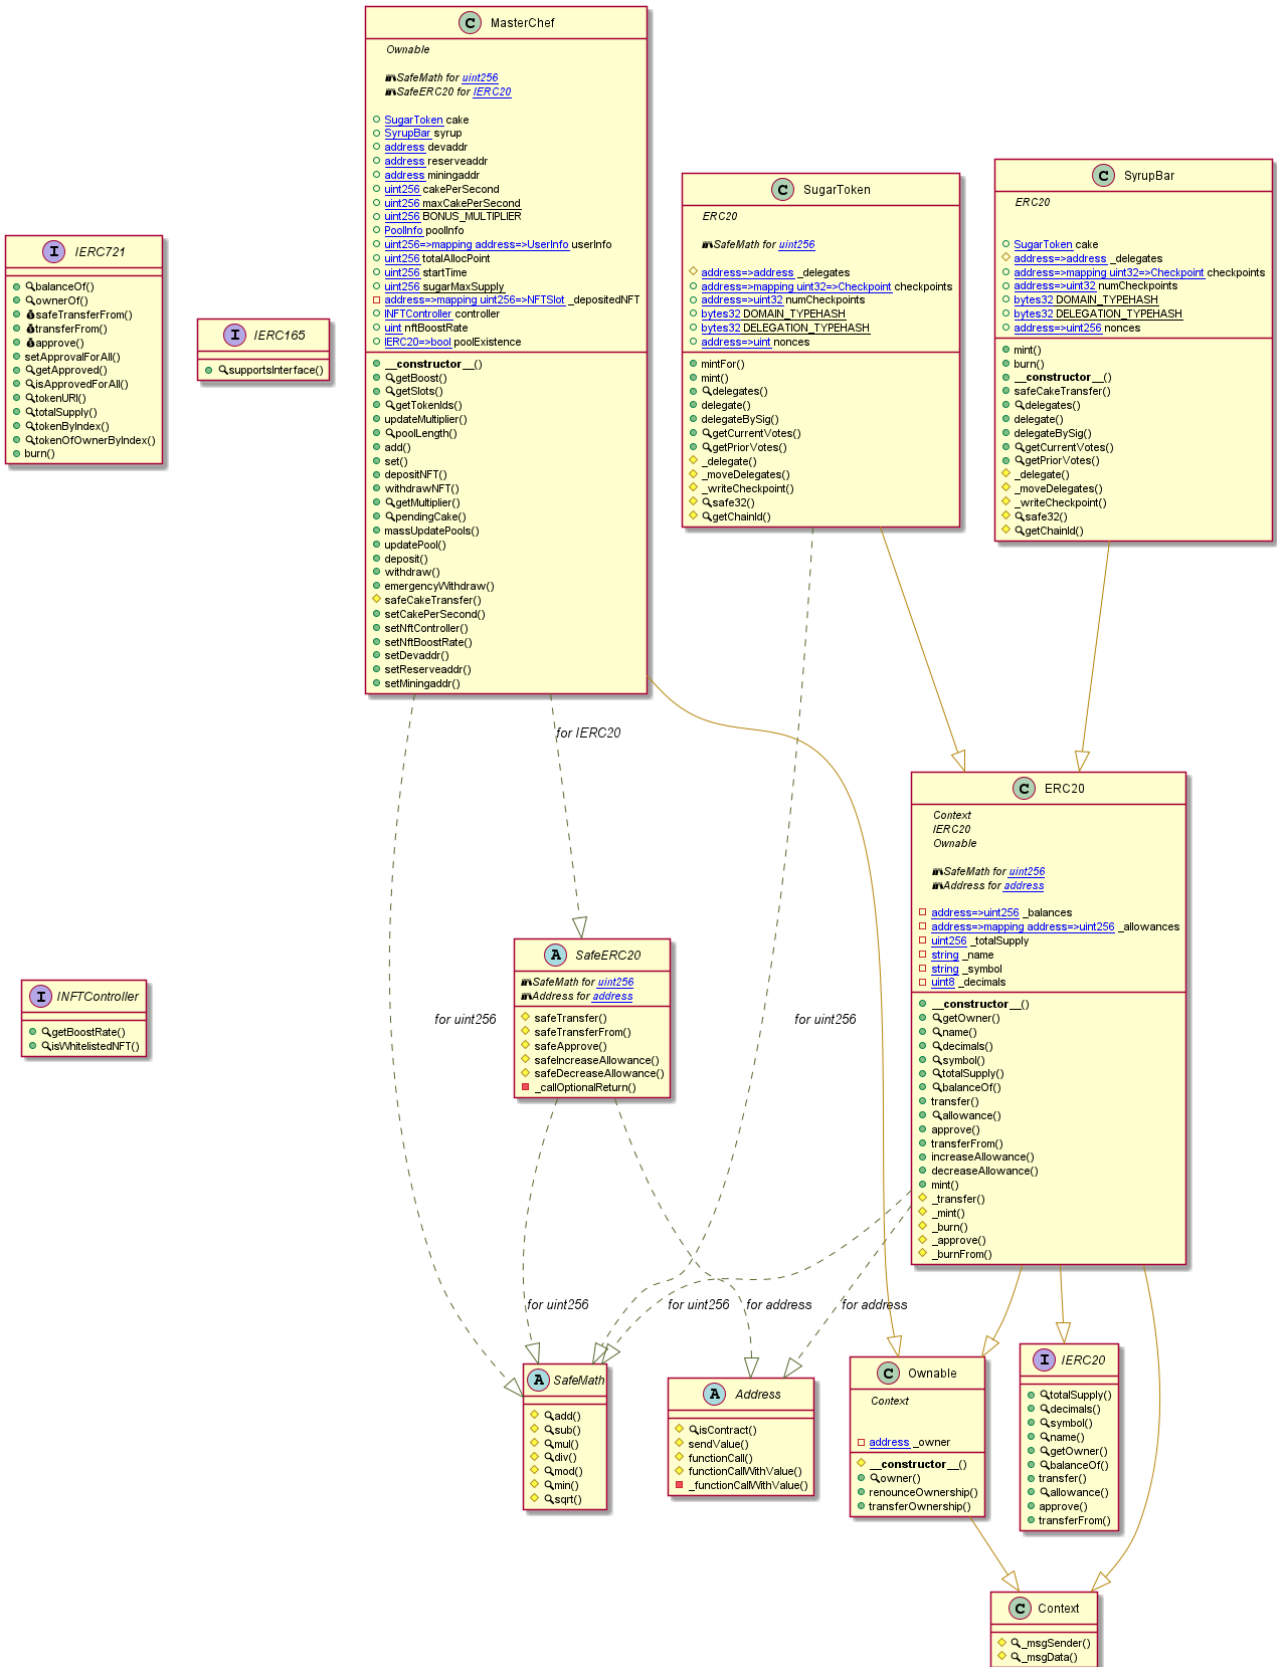 C MasterChef
Ownable
SafeMath for uint256
SafeERC20 for IERC20
SugarToken cake
SyrupBar syrup
address devaddr
address reserveaddr
address miningaddr
uint256 cakePerSecond
uint256 maxCakePerSecond
uint256 BONUS_MULTIPLIER
PoolInfo poolInfo
uint256=>mapping address=>UserInfo userInfo
uint256 totalAllocPoint
uint256 startTime
uint256 sugarMaxSupply
address=>mapping uint256=>NFTSlot _depositedNFT
INFTController controller
uint nftBoostRate
IERC20=>bool poolExistence
__constructor__()
getBoost()
getSlots()
getTokenIds()
updateMultiplier()
poolLength()
add()
set()
depositNFT()
withdrawNFT()
getMultiplier()
pendingCake()
massUpdatePools()
updatePool()
deposit()
withdraw()
emergencyWithdraw()
safeCakeTransfer()
setCakePerSecond()
setNftController()
setNftBoostRate()
setDevaddr()
setReserveaddr()
setMiningaddr()
C SugarToken
ERC20
SafeMath for uint256
address=>address _delegates
address=>mapping uint32=>Checkpoint checkpoints
address=>uint32 numCheckpoints
bytes32 DOMAIN_TYPEHASH
bytes32 DELEGATION_TYPEHASH
address=>uint nonces
mintFor()
mint()
delegates()
delegate()
delegateBySig()
getCurrentVotes()
getPriorVotes()
_delegate()
_moveDelegates()
_writeCheckpoint()
safe32()
getChainId()
C SyrupBar
ERC20
SugarToken cake
address=>address _delegates
address=>mapping uint32=>Checkpoint checkpoints
address=>uint32 numCheckpoints
bytes32 DOMAIN_TYPEHASH
bytes32 DELEGATION_TYPEHASH
address=>uint256 nonces
mint()
burn()
__constructor__()
safeCakeTransfer()
delegates()
delegate()
delegateBySig()
getCurrentVotes()
getPriorVotes()
_delegate()
_moveDelegates()
_writeCheckpoint()
safe32()
getChainId()
I IERC721
balanceOf()
ownerOf()
safeTransferFrom()
transferFrom()
approve()
setApprovalForAll()
getApproved()
isApprovedForAll()
tokenURI()
totalSupply()
tokenByIndex()
tokenOfOwnerByIndex()
burn()
I IERC165
supportsInterface()
for IERC20
C ERC20
Context
IERC20
Ownable
SafeMath for uint256
Address for address
address=>uint256 _balances
address=>mapping address=>uint256 _allowances
uint256 _totalSupply
string _name
string _symbol
uint8 _decimals
__constructor__()
getOwner()
name()
decimals()
symbol()
totalSupply()
balanceOf()
transfer()
allowance()
approve()
transferFrom()
increaseAllowance()
decreaseAllowance()
mint()
_transfer()
_mint()
_burn()
_approve()
_burnFrom()
A SafeERC20
SafeMath for uint256
Address for address
safeTransfer()
safeTransferFrom()
safeApprove()
safeIncreaseAllowance()
safeDecreaseAllowance()
_callOptionalReturn()
I INFTController
getBoostRate()
isWhitelistedNFT()
for uint256
for uint256
for uint256
for uint256
for address
for address
A SafeMath
add()
sub()
mul()
div()
mod()
min()
sqrt()
A Address
isContract()
sendValue()
functionCall()
functionCallWithValue()
_functionCallWithValue()
C Ownable
Context
address _owner
__constructor__()
owner()
renounceOwnership()
transferOwnership()
I IERC20
totalSupply()
decimals()
symbol()
name()
getOwner()
balanceOf()
transfer()
allowance()
approve()
transferFrom()
C Context
_msgSender()
_msgData()